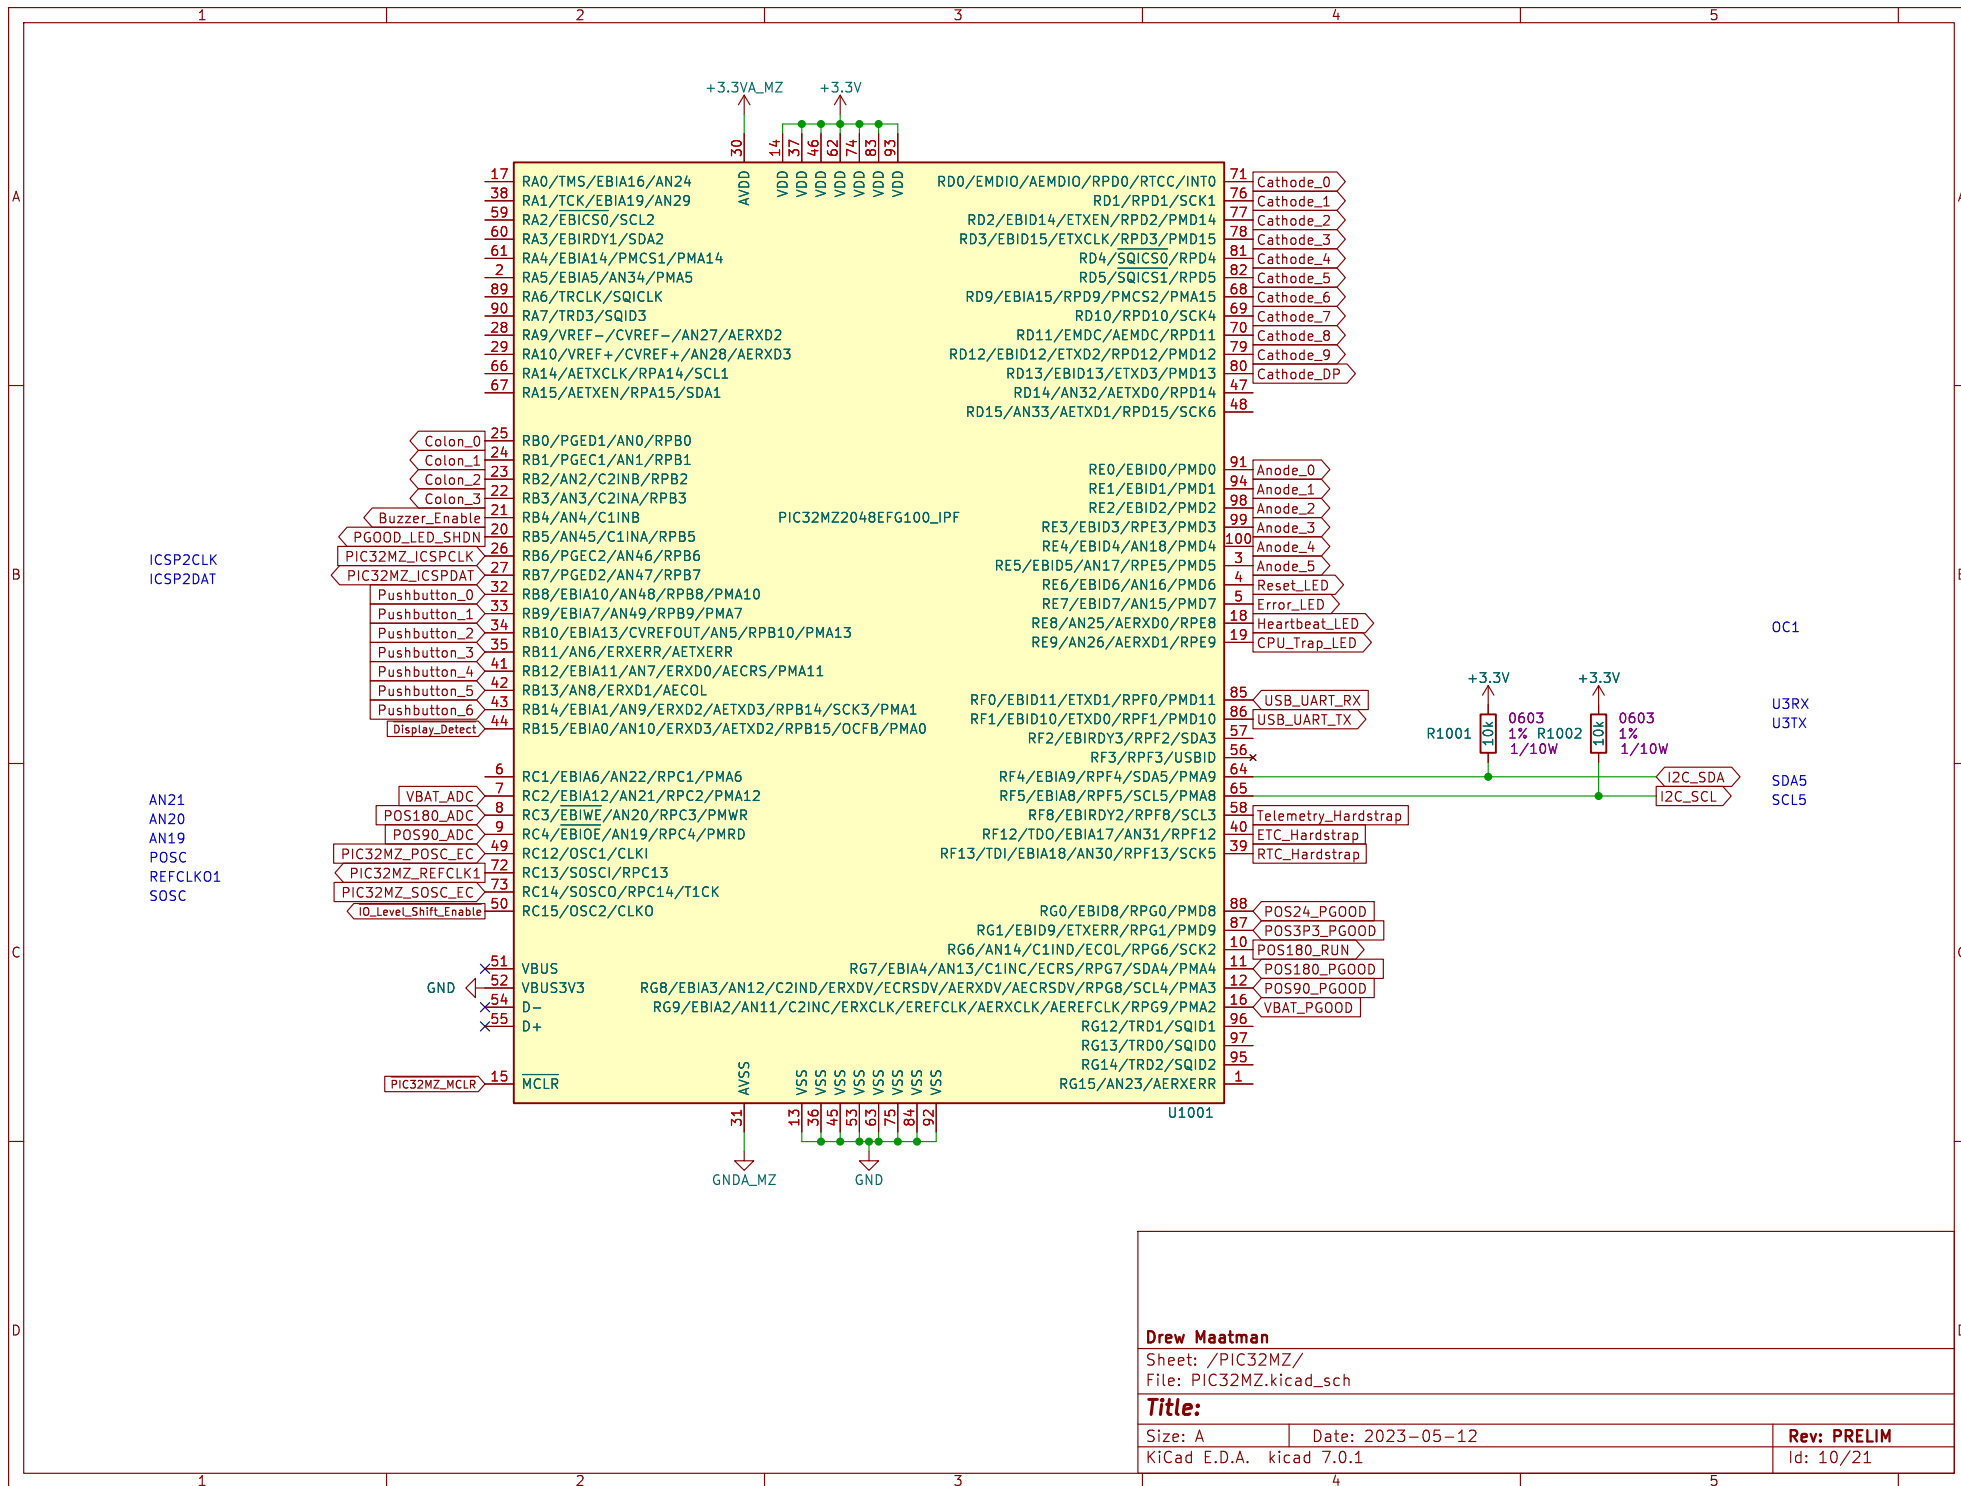 1 2 3 4 5
+3.3VA_MZ +3.3V
30 14 37 46 62 74 83 93
AVDD VDD VDD VDD VDD VDD VDD VDD
A
17 RA0/TMS/EBIA16/AN24
38 RA1/TCK/EBIA19/AN29
59 RA2/EBICS0/SCL2
60 RA3/EBIRDY1/SDA2
61 RA4/EBIA14/PMCS1/PMA14
2 RA5/EBIA5/AN34/PMA5
89 RA6/TRCLK/SQICLK
90 RA7/TRD3/SQID3
28 RA9/VREF-/CVREF-/AN27/AERXD2
29 RA10/VREF+/CVREF+/AN28/AERXD3
66 RA14/AETXCLK/RPA14/SCL1
67 RA15/AETXEN/RPA15/SDA1
Colon_0 25 RB0/PGED1/AN0/RPB0
Colon_1 24 RB1/PGEC1/AN1/RPB1
Colon_2 23 RB2/AN2/C2INB/RPB2
Colon_3 22 RB3/AN3/C2INA/RPB3
Buzzer_Enable 21 RB4/AN4/C1INB
PGOOD_LED_SHDN 20 RB5/AN45/C1INA/RPB5
ICSP2CLK PIC32MZ_ICSPCLK 26 RB6/PGEC2/AN46/RPB6
B
ICSP2DAT PIC32MZ_ICSPDAT 27 RB7/PGED2/AN47/RPB7
Pushbutton_0 32 RB8/EBIA10/AN48/RPB8/PMA10
Pushbutton_1 33 RB9/EBIA7/AN49/RPB9/PMA7
Pushbutton_2 34 RB10/EBIA13/CVREFOUT/AN5/RPB10/PMA13
Pushbutton_3 35 RB11/AN6/ERXERR/AETXERR
Pushbutton_4 41 RB12/EBIA11/AN7/ERXD0/AECRS/PMA11
Pushbutton_5 42 RB13/AN8/ERXD1/AECOL
Pushbutton_6 43 RB14/EBIA1/AN9/ERXD2/AETXD3/RPB14/SCK3/PMA1
Display_Detect 44 RB15/EBIA0/AN10/ERXD3/AETXD2/RPB15/OCFB/PMA0
6 RC1/EBIA6/AN22/RPC1/PMA6
AN21 VBAT_ADC 7 RC2/EBIA12/AN21/RPC2/PMA12
AN20 POS180_ADC 8 RC3/EBIWE/AN20/RPC3/PMWR
AN19 POS90_ADC 9 RC4/EBIOE/AN19/RPC4/PMRD
POSC PIC32MZ_POSC_EC 49 RC12/OSC1/CLKI
REFCLKO1 PIC32MZ_REFCLK1 72 RC13/SOSCI/RPC13
SOSC PIC32MZ_SOSC_EC 73 RC14/SOSCO/RPC14/T1CK
IO_Level_Shift_Enable 50 RC15/OSC2/CLKO
C
51 VBUS
GND 52 VBUS3V3
54 D-
55 D+
PIC32MZ_MCLR 15 MCLR
PIC32MZ2048EFG100_IPF
RD0/EMDIO/AEMDIO/RPD0/RTCC/INT0 71 Cathode_0
RD1/RPD1/SCK1 76 Cathode_1
RD2/EBID14/ETXEN/RPD2/PMD14 77 Cathode_2
RD3/EBID15/ETXCLK/RPD3/PMD15 78 Cathode_3
RD4/SQICS0/RPD4 81 Cathode_4
RD5/SQICS1/RPD5 82 Cathode_5
RD9/EBIA15/RPD9/PMCS2/PMA15 68 Cathode_6
RD10/RPD10/SCK4 69 Cathode_7
RD11/EMDC/AEMDC/RPD11 70 Cathode_8
RD12/EBID12/ETXD2/RPD12/PMD12 79 Cathode_9
RD13/EBID13/ETXD3/PMD13 80 Cathode_DP
RD14/AN32/AETXD0/RPD14 47
RD15/AN33/AETXD1/RPD15/SCK6 48
RE0/EBID0/PMD0 91 Anode_0
RE1/EBID1/PMD1 94 Anode_1
RE2/EBID2/PMD2 98 Anode_2
RE3/EBID3/RPE3/PMD3 99 Anode_3
RE4/EBID4/AN18/PMD4 100 Anode_4
RE5/EBID5/AN17/RPE5/PMD5 3 Anode_5
RE6/EBID6/AN16/PMD6 4 Reset_LED
RE7/EBID7/AN15/PMD7 5 Error_LED
RE8/AN25/AERXD0/RPE8 18 Heartbeat_LED OC1
RE9/AN26/AERXD1/RPE9 19 CPU_Trap_LED
+3.3V +3.3V
RF0/EBID11/ETXD1/RPF0/PMD11 85 USB_UART_RX U3RX
RF1/EBID10/ETXD0/RPF1/PMD10 86 USB_UART_TX U3TX
R1001 10k 0603 1% 1/10W
R1002 10k 0603 1% 1/10W
RF2/EBIRDY3/RPF2/SDA3 57
RF3/RPF3/USBID 56
RF4/EBIA9/RPF4/SDA5/PMA9 64 I2C_SDA SDA5
RF5/EBIA8/RPF5/SCL5/PMA8 65 I2C_SCL SCL5
RF8/EBIRDY2/RPF8/SCL3 58 Telemetry_Hardstrap
RF12/TDO/EBIA17/AN31/RPF12 40 ETC_Hardstrap
RF13/TDI/EBIA18/AN30/RPF13/SCK5 39 RTC_Hardstrap
RG0/EBID8/RPG0/PMD8 88 POS24_PGOOD
RG1/EBID9/ETXERR/RPG1/PMD9 87 POS3P3_PGOOD
RG6/AN14/C1IND/ECOL/RPG6/SCK2 10 POS180_RUN
RG7/EBIA4/AN13/C1INC/ECRS/RPG7/SDA4/PMA4 11 POS180_PGOOD
RG8/EBIA3/AN12/C2IND/ERXDV/ECRSDV/AERXDV/AECRSDV/RPG8/SCL4/PMA3 12 POS90_PGOOD
RG9/EBIA2/AN11/C2INC/ERXCLK/EREFCLK/AERXCLK/AEREFCLK/RPG9/PMA2 16 VBAT_PGOOD
RG12/TRD1/SQID1 96
RG13/TRD0/SQID0 97
RG14/TRD2/SQID2 95
RG15/AN23/AERXERR 1
AVSS VSS VSS VSS VSS VSS VSS VSS VSS
31 13 36 45 53 63 75 84 92
U1001
GNDA_MZ GND
D
Drew Maatman
Sheet: /PIC32MZ/
File: PIC32MZ.kicad_sch
Title:
Size: A Date: 2023-05-12 Rev: PRELIM
KiCad E.D.A. kicad 7.0.1 Id: 10/21
1 2 3 4 5